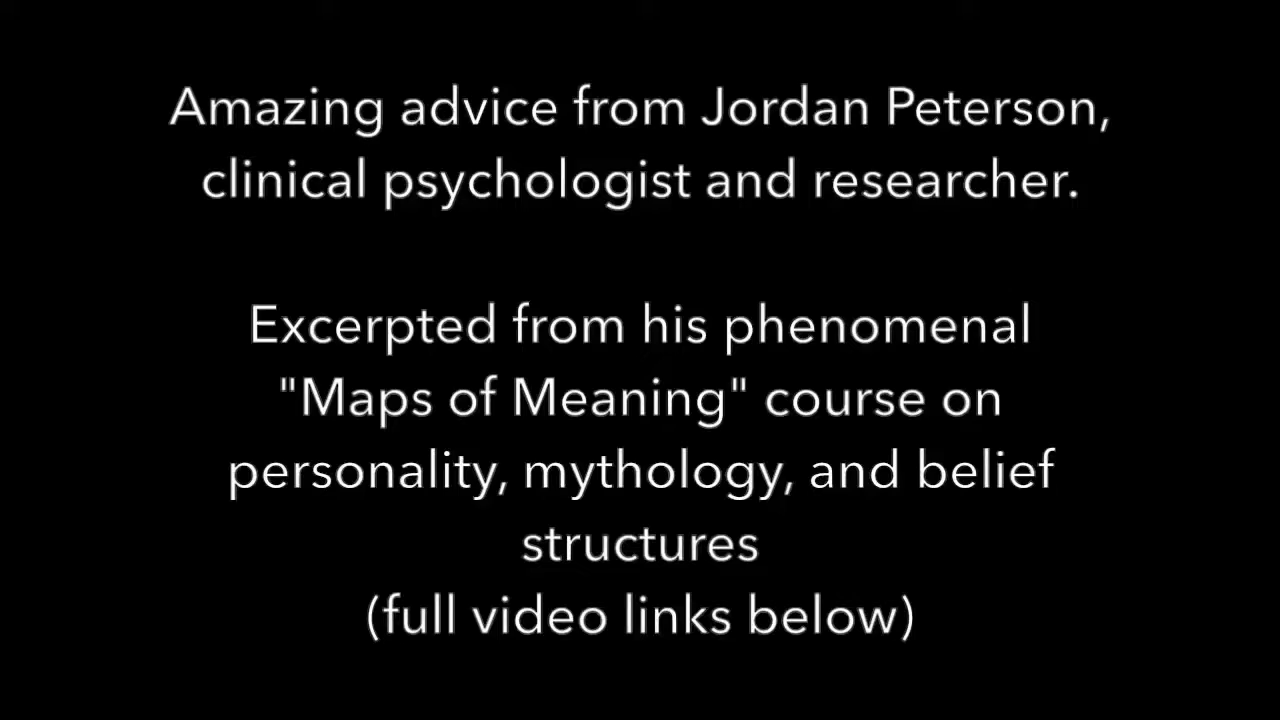 Amazing advice from Jordan Peterson,
clinical psychologist and researcher.
Excerpted from his phenomenal
"Maps of Meaning" course on
personality, mythology, and belief
structures
(full video links below)